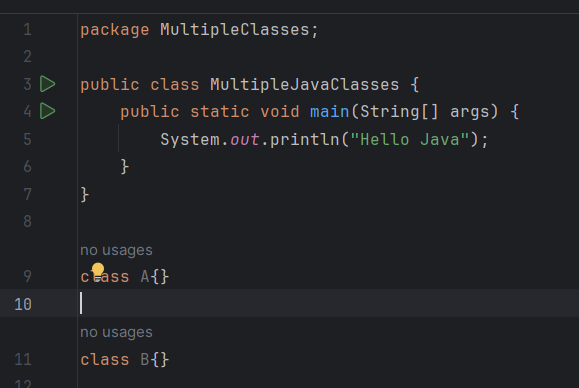 1 package MultipleClasses;
2
3 public class MultipleJavaClasses {
4 public static void main(String[] args) {
5 System.out.println("Hello Java");
6 }
7 }
8
no usages
9 class A{}
10
no usages
11 class B{}
12